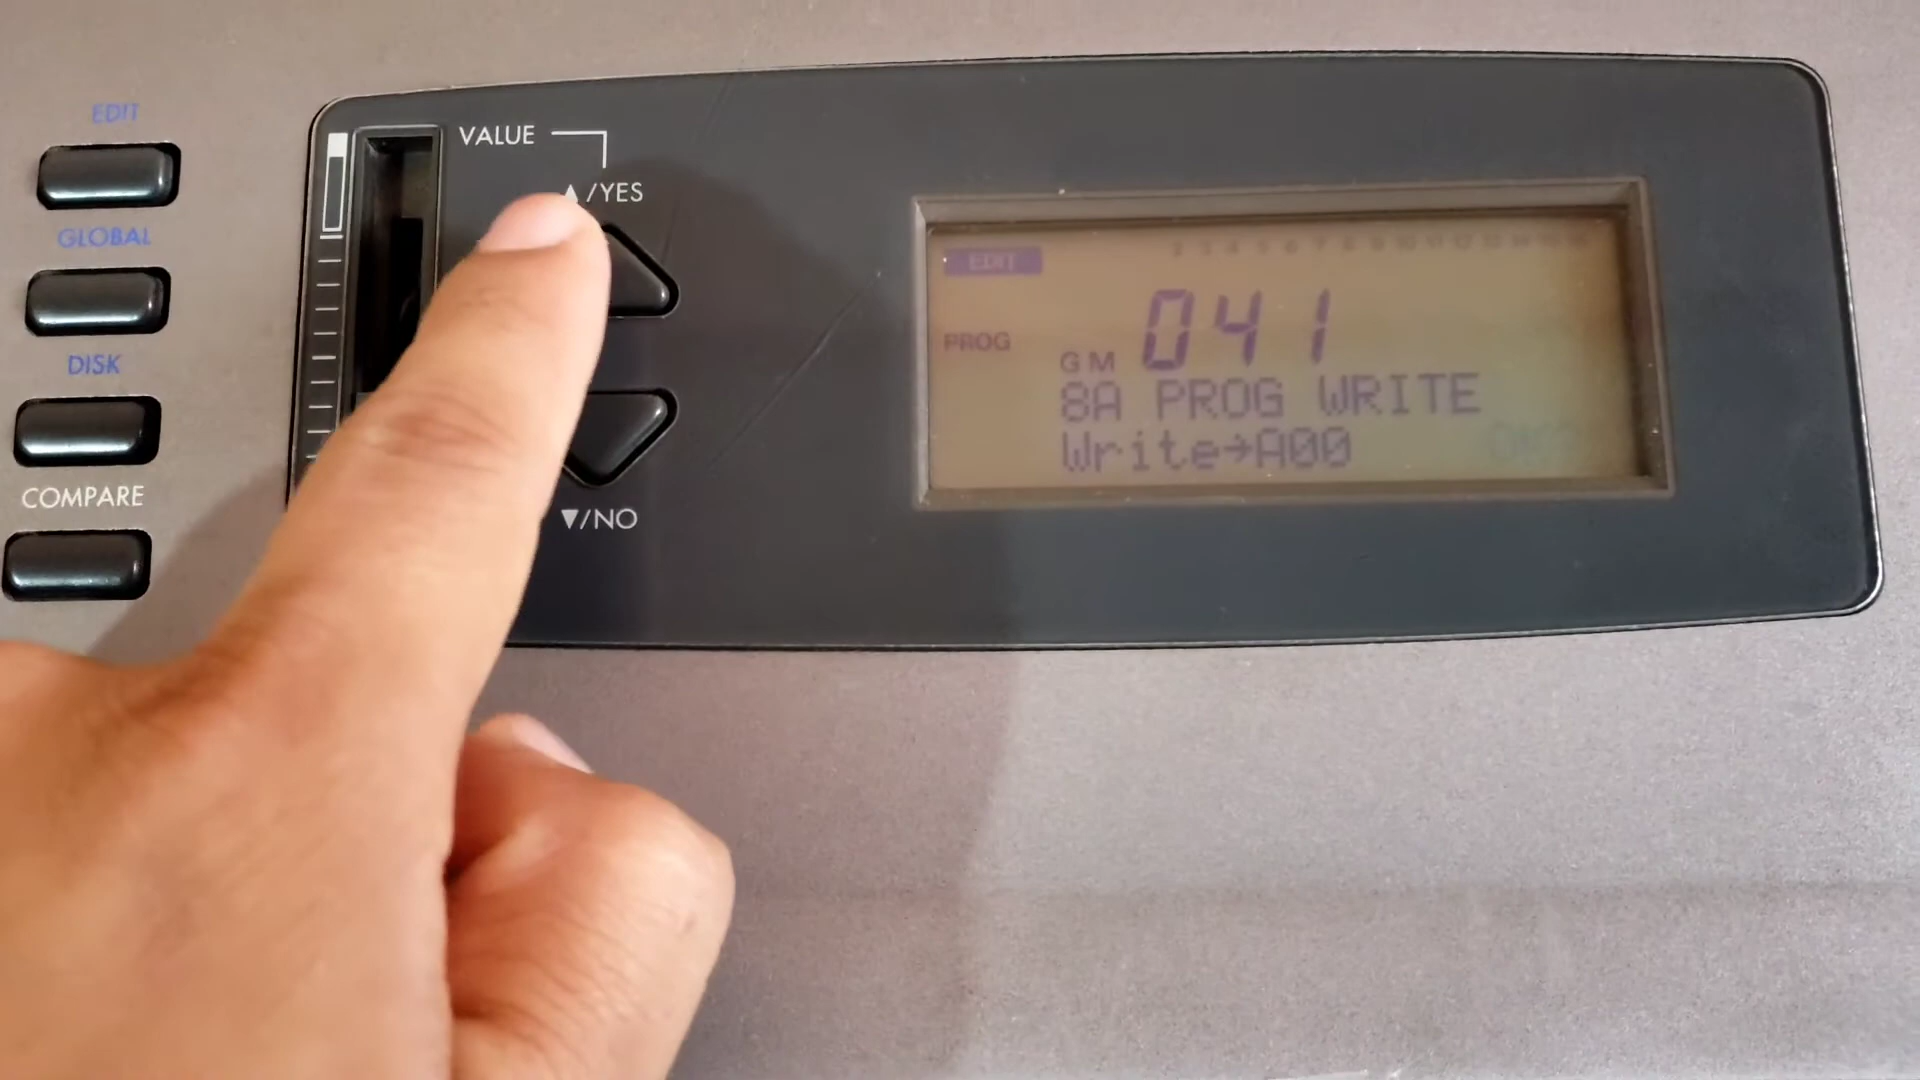 EDIT
GLOBAL
DISK
COMPARE
VALUE
▲/YES
▼/NO
EDIT
PROG
GM 041
8A PROG WRITE
Write→A00